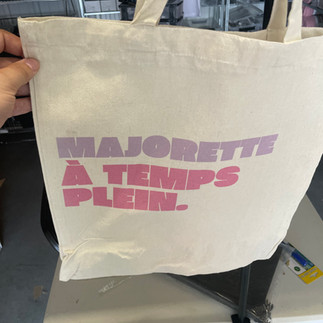 MAJORETTE
À TEMPS
PLEIN.